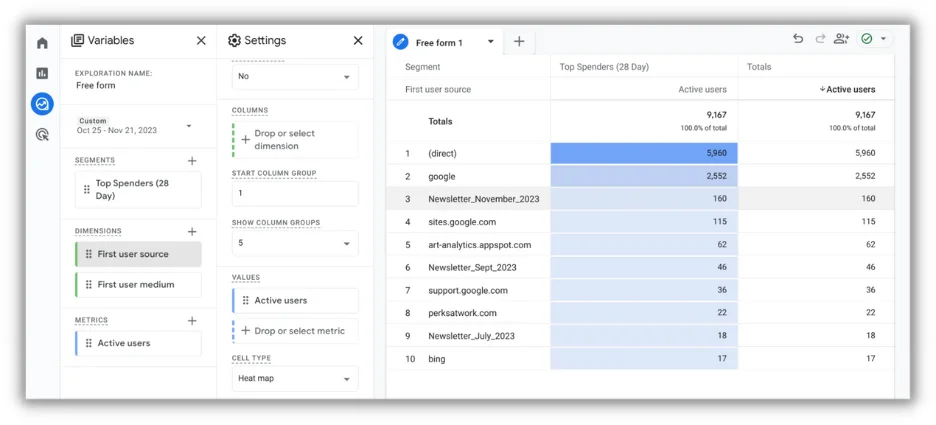 Variables
EXPLORATION NAME:
Free form
Custom
Oct 25 - Nov 21, 2023
SEGMENTS
Top Spenders (28
Day)
DIMENSIONS
First user source
First user medium
METRICS
Active users
Settings
No
COLUMNS
Drop or select
dimension
START COLUMN GROUP
1
SHOW COLUMN GROUPS
5
VALUES
Active users
Drop or select metric
CELL TYPE
Heat map
Free form 1
Segment Top Spenders (28 Day) Totals
First user source Active users Active users
Totals 9,167 9,167
100.0% of total 100.0% of total
1 (direct) 5,960 5,960
2 google 2,552 2,552
3 Newsletter_November_2023 160 160
4 sites.google.com 115 115
5 art-analytics.appspot.com 62 62
6 Newsletter_Sept_2023 46 46
7 support.google.com 36 36
8 perksatwork.com 22 22
9 Newsletter_July_2023 18 18
10 bing 17 17